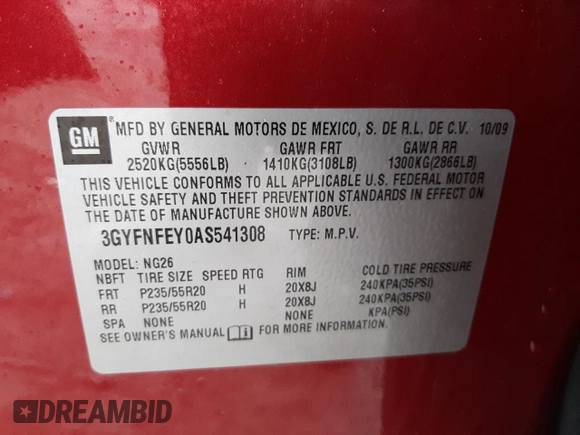 GM MFD BY GENERAL MOTORS DE MEXICO, S. DE R.L. DE C.V. 10/09
GVWR GAWR FRT GAWR RR
2520KG(5556LB) 1410KG(3108LB) 1300KG(2866LB)
THIS VEHICLE CONFORMS TO ALL APPLICABLE U.S. FEDERAL MOTOR
VEHICLE SAFETY AND THEFT PREVENTION STANDARDS IN EFFECT ON
THE DATE OF MANUFACTURE SHOWN ABOVE.
3GYFNFEY0AS541308 TYPE: M.P.V.
MODEL: NG26
NBFT TIRE SIZE SPEED RTG RIM COLD TIRE PRESSURE
FRT P235/55R20 H 20X8J 240KPA(35PSI)
RR P235/55R20 H 20X8J 240KPA(35PSI)
SPA NONE NONE KPA(PSI)
SEE OWNER'S MANUAL i FOR MORE INFORMATION.
DREAMBID